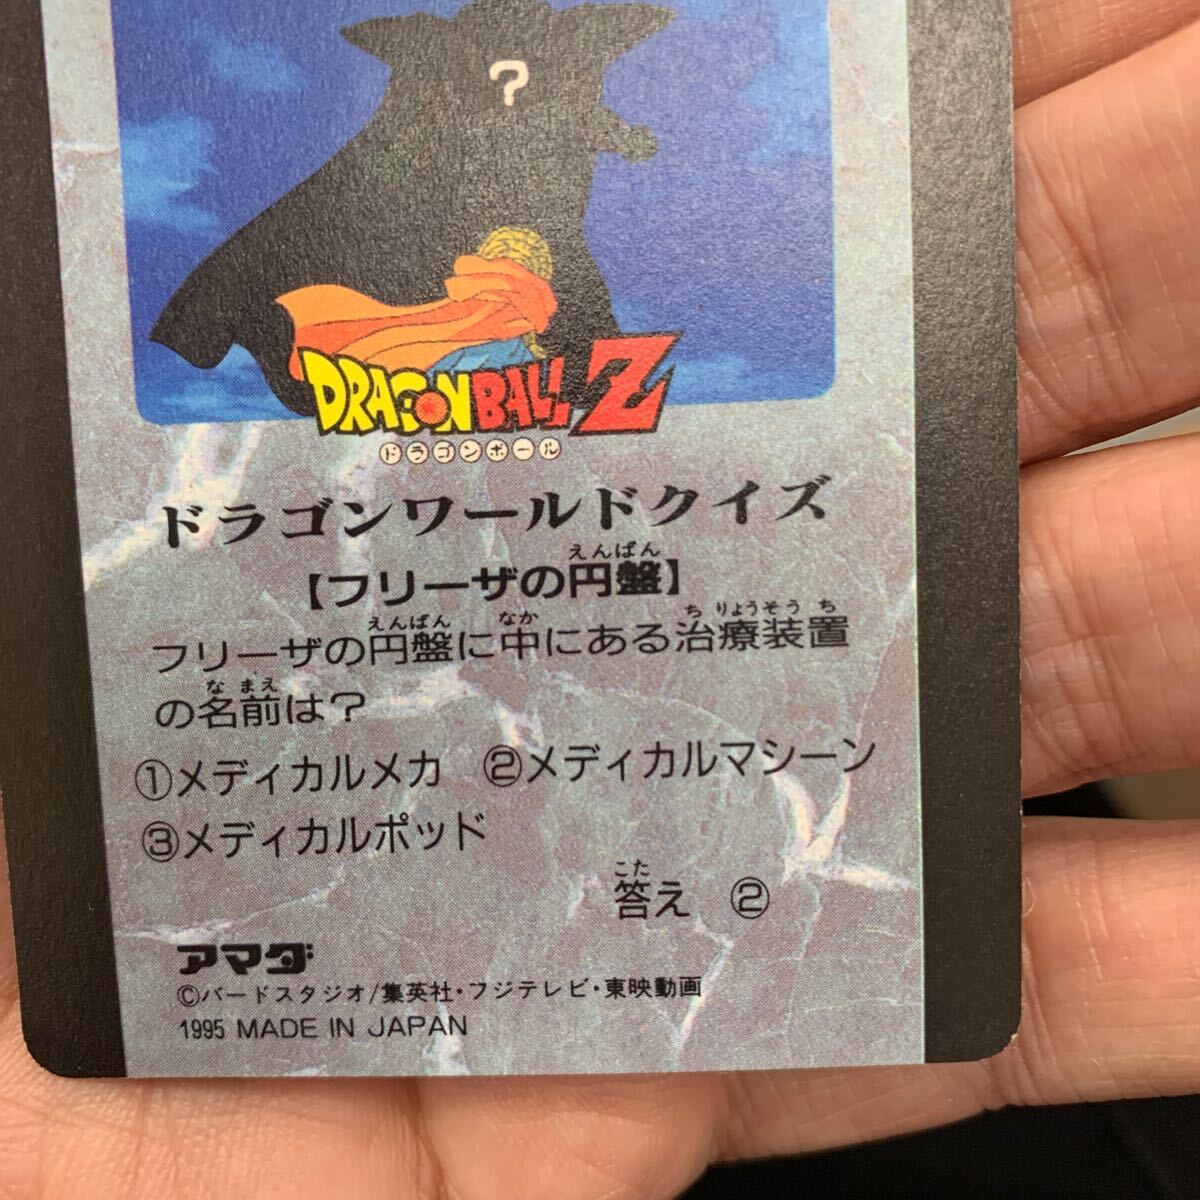 ?
DRAGON BALL Z
ドラゴンボール
ドラゴンワールドクイズ
えんばん
【フリーザの円盤】
えんばん なか ちりょうそうち
フリーザの円盤に中にある治療装置
なまえ
の名前は?
①メディカルメカ ②メディカルマシーン
③メディカルポッド
こた
答え ②
アマダ
©バードスタジオ/集英社・フジテレビ・東映動画
1995 MADE IN JAPAN